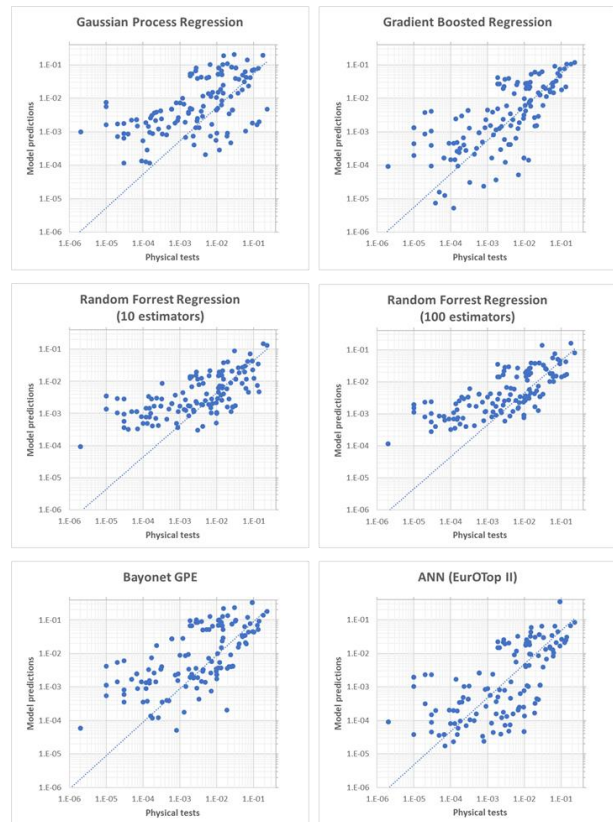 Gaussian Process Regression
Model predictions
1.E-01
1.E-02
1.E-03
1.E-04
1.E-05
1.E-06
1.E-06 1.E-05 1.E-04 1.E-03 1.E-02 1.E-01
Physical tests
Gradient Boosted Regression
Model predictions
1.E-01
1.E-02
1.E-03
1.E-04
1.E-05
1.E-06
1.E-06 1.E-05 1.E-04 1.E-03 1.E-02 1.E-01
Physical tests
Random Forrest Regression
(10 estimators)
Model predictions
1.E-01
1.E-02
1.E-03
1.E-04
1.E-05
1.E-06
1.E-06 1.E-05 1.E-04 1.E-03 1.E-02 1.E-01
Physical tests
Random Forrest Regression
(100 estimators)
Model predictions
1.E-01
1.E-02
1.E-03
1.E-04
1.E-05
1.E-06
1.E-06 1.E-05 1.E-04 1.E-03 1.E-02 1.E-01
Physical tests
Bayonet GPE
Model predictions
1.E-01
1.E-02
1.E-03
1.E-04
1.E-05
1.E-06
1.E-06 1.E-05 1.E-04 1.E-03 1.E-02 1.E-01
Physical tests
ANN (EurOTop II)
Model predictions
1.E-01
1.E-02
1.E-03
1.E-04
1.E-05
1.E-06
1.E-06 1.E-05 1.E-04 1.E-03 1.E-02 1.E-01
Physical tests